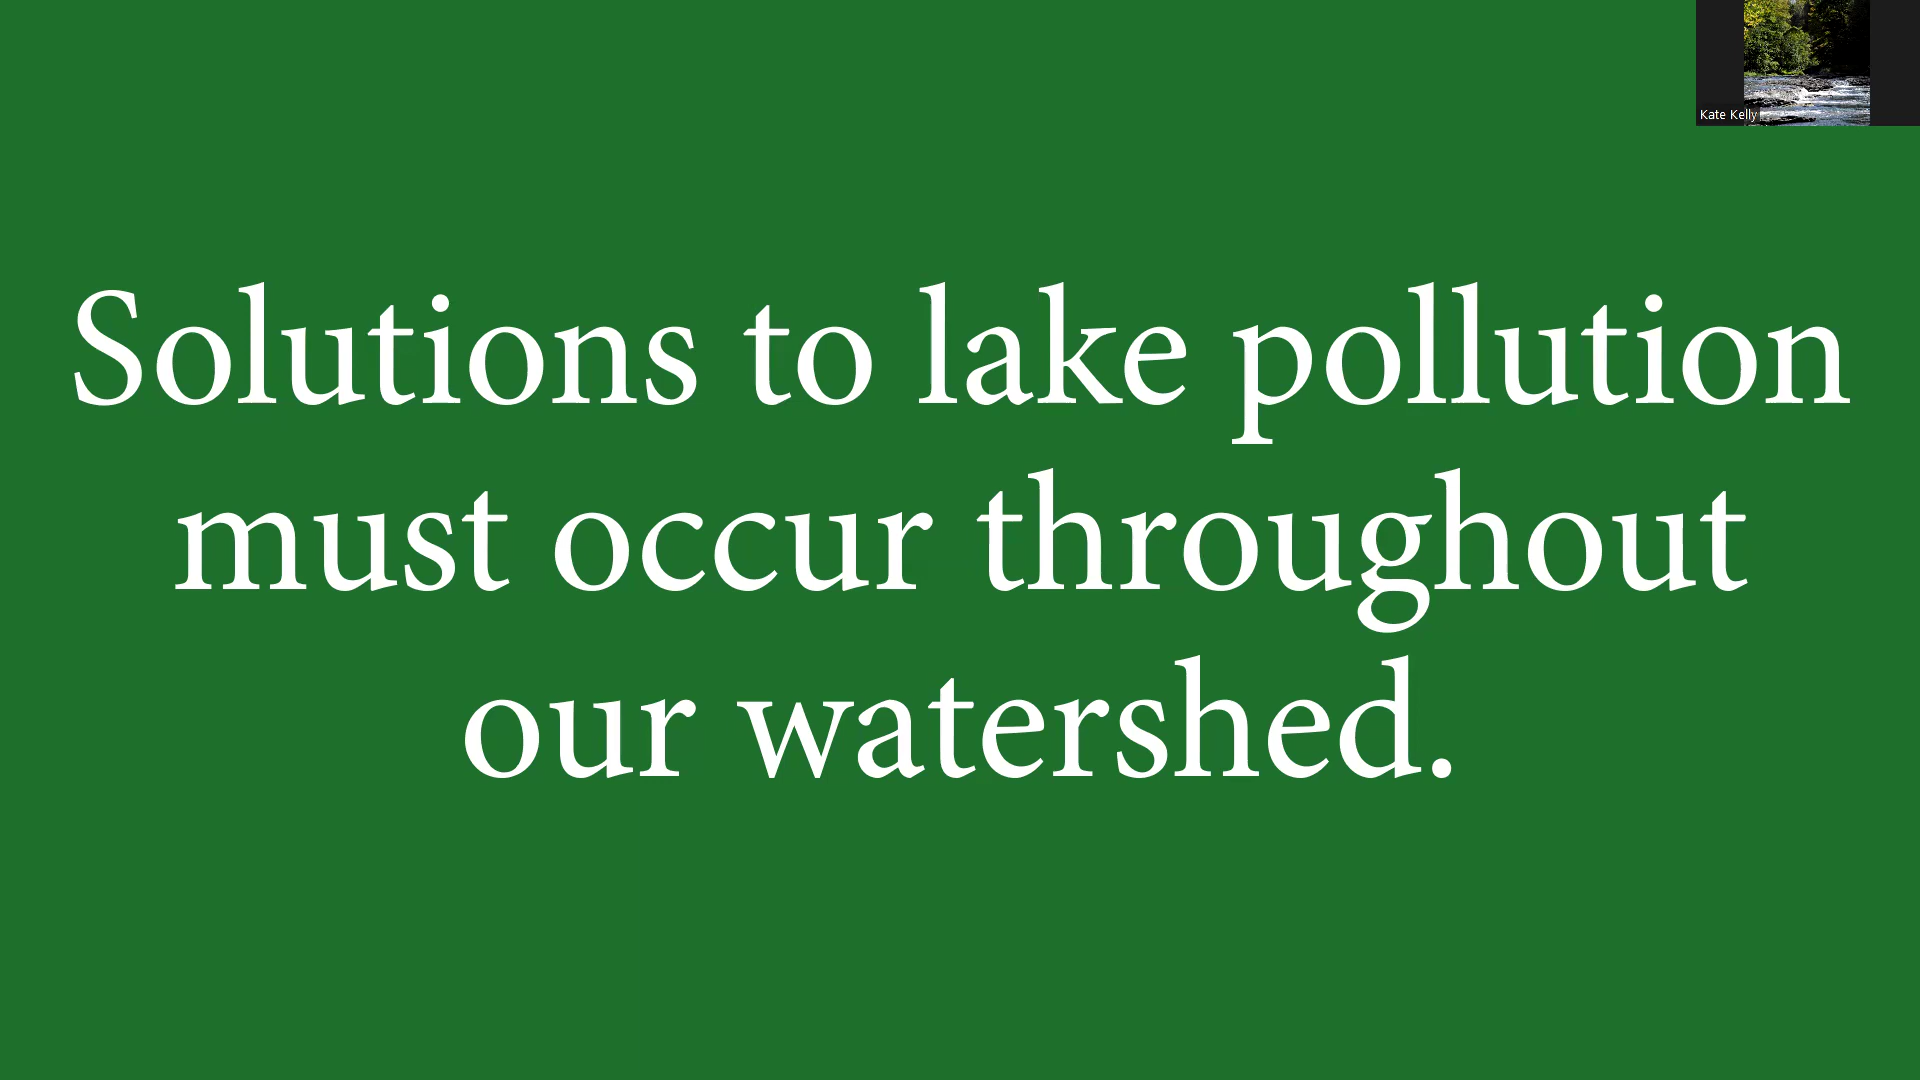 Kate Kelly
Solutions to lake pollution
must occur throughout
our watershed.